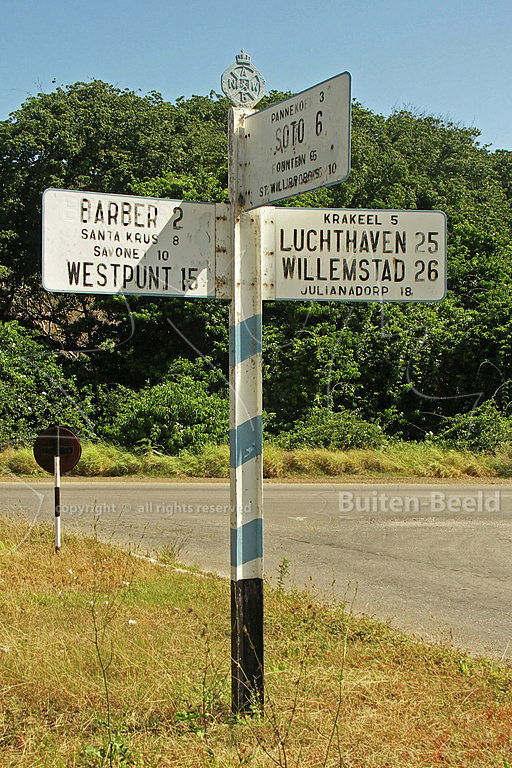 PANNEKOEK 3
SOTO 6
FONTEIN 6
ST. WILLIBRORDUS 10
BARBER 2
SANTA KRUS 8
SAVONET 10
WESTPUNT 15
KRAKEEL 5
LUCHTHAVEN 25
WILLEMSTAD 26
JULIANADORP 18
copyright © all rights reserved
Buiten-Beeld